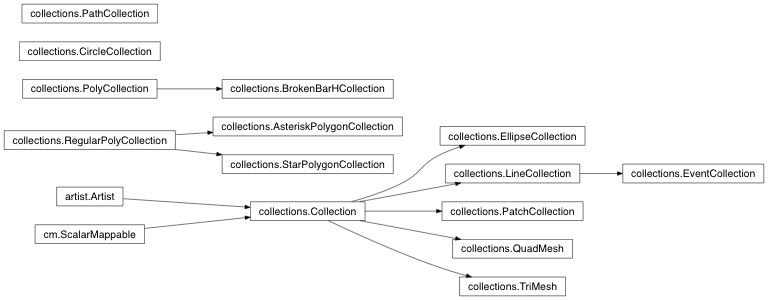 collections.PathCollection
collections.CircleCollection
collections.PolyCollection
collections.BrokenBarHCollection
collections.AsteriskPolygonCollection
collections.RegularPolyCollection
collections.StarPolygonCollection
collections.EllipseCollection
collections.LineCollection
collections.EventCollection
artist.Artist
collections.Collection
collections.PatchCollection
cm.ScalarMappable
collections.QuadMesh
collections.TriMesh